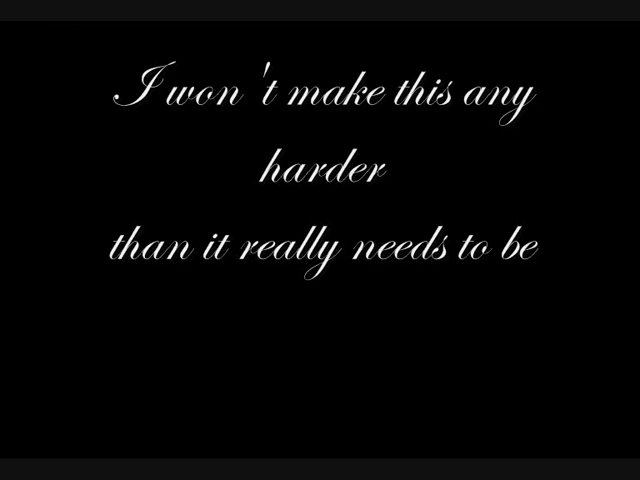 I won't make this any
harder
than it really needs to be